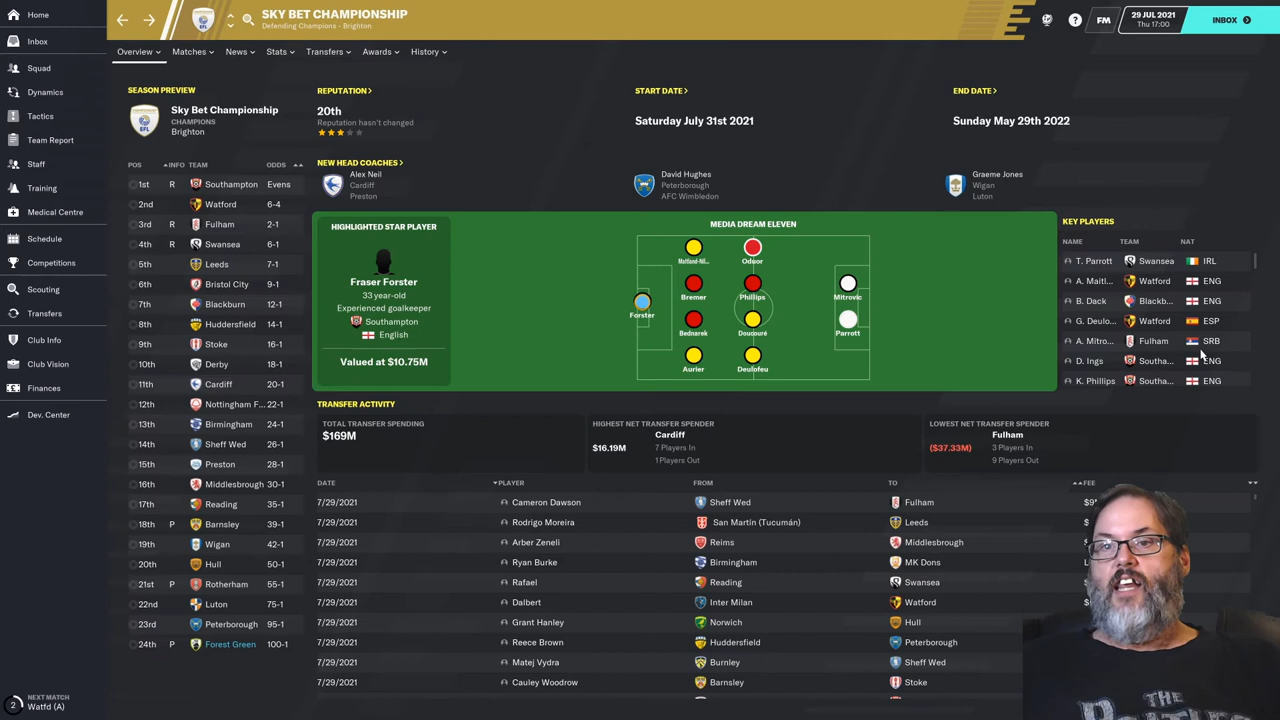 Home
Inbox
Squad
Dynamics
Tactics
Team Report
Staff
Training
Medical Centre
Schedule
Competitions
Scouting
Transfers
Club Info
Club Vision
Finances
Dev. Center
2
NEXT MATCH
Watfd (A)
EFL
SKY BET CHAMPIONSHIP
Defending Champions - Brighton
?
FM
29 JUL 2021
Thu 17:00
INBOX
Overview
Matches
News
Stats
Transfers
Awards
History
SEASON PREVIEW
EFL
Sky Bet Championship
CHAMPIONS
Brighton
REPUTATION >
20th
Reputation hasn't changed
START DATE >
Saturday July 31st 2021
END DATE >
Sunday May 29th 2022
NEW HEAD COACHES >
Alex Neil
Cardiff
Preston
David Hughes
Peterborough
AFC Wimbledon
Graeme Jones
Wigan
Luton
POS INFO TEAM ODDS
1st R Southampton Evens
2nd Watford 6-4
3rd R Fulham 2-1
4th R Swansea 6-1
5th Leeds 7-1
6th Bristol City 9-1
7th Blackburn 12-1
8th Huddersfield 14-1
9th Stoke 16-1
10th Derby 18-1
11th Cardiff 20-1
12th Nottingham F... 22-1
13th Birmingham 24-1
14th Sheff Wed 26-1
15th Preston 28-1
16th Middlesbrough 30-1
17th Reading 35-1
18th P Barnsley 39-1
19th Wigan 42-1
20th Hull 50-1
21st P Rotherham 55-1
22nd Luton 75-1
23rd Peterborough 95-1
24th P Forest Green 100-1
HIGHLIGHTED STAR PLAYER
Fraser Forster
33 year-old
Experienced goalkeeper
Southampton
English
Valued at $10.75M
MEDIA DREAM ELEVEN
Maitland-Nil...
Oduor
Bremer
Phillips
Mitrovic
Forster
Bednarek
Doucouré
Parrott
Aurier
Deulofeu
KEY PLAYERS
NAME TEAM NAT
T. Parrott Swansea IRL
A. Maitl... Watford ENG
B. Dack Blackb... ENG
G. Deulo... Watford ESP
A. Mitro... Fulham SRB
D. Ings Southa... ENG
K. Phillips Southa... ENG
TRANSFER ACTIVITY
TOTAL TRANSFER SPENDING
$169M
HIGHEST NET TRANSFER SPENDER
$16.19M
Cardiff
7 Players In
1 Players Out
LOWEST NET TRANSFER SPENDER
($37.33M)
Fulham
3 Players In
9 Players Out
DATE PLAYER FROM TO FEE
7/29/2021 Cameron Dawson Sheff Wed Fulham
7/29/2021 Rodrigo Moreira San Martín (Tucumán) Leeds
7/29/2021 Arber Zeneli Reims Middlesbrough
7/29/2021 Ryan Burke Birmingham MK Dons
7/29/2021 Rafael Reading Swansea
7/29/2021 Dalbert Inter Milan Watford
7/29/2021 Grant Hanley Norwich Hull
7/29/2021 Reece Brown Huddersfield Peterborough
7/29/2021 Matej Vydra Burnley Sheff Wed
7/29/2021 Cauley Woodrow Barnsley Stoke
THE